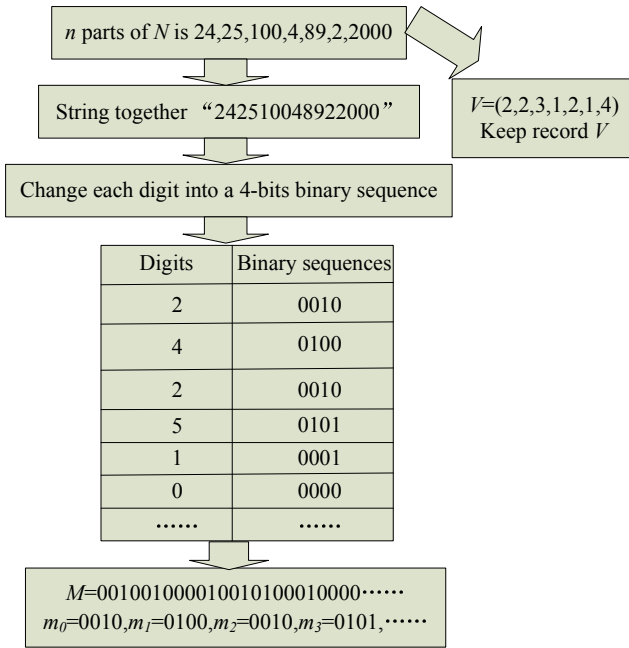 n parts of N is 24,25,100,4,89,2,2000
V=(2,2,3,1,2,1,4)
Keep record V
String together “242510048922000”
Change each digit into a 4-bits binary sequence
Digits Binary sequences
2 0010
4 0100
2 0010
5 0101
1 0001
0 0000
…… ……
M=001001000010010100010000……
m₀=0010,m₁=0100,m₂=0010,m₃=0101,……